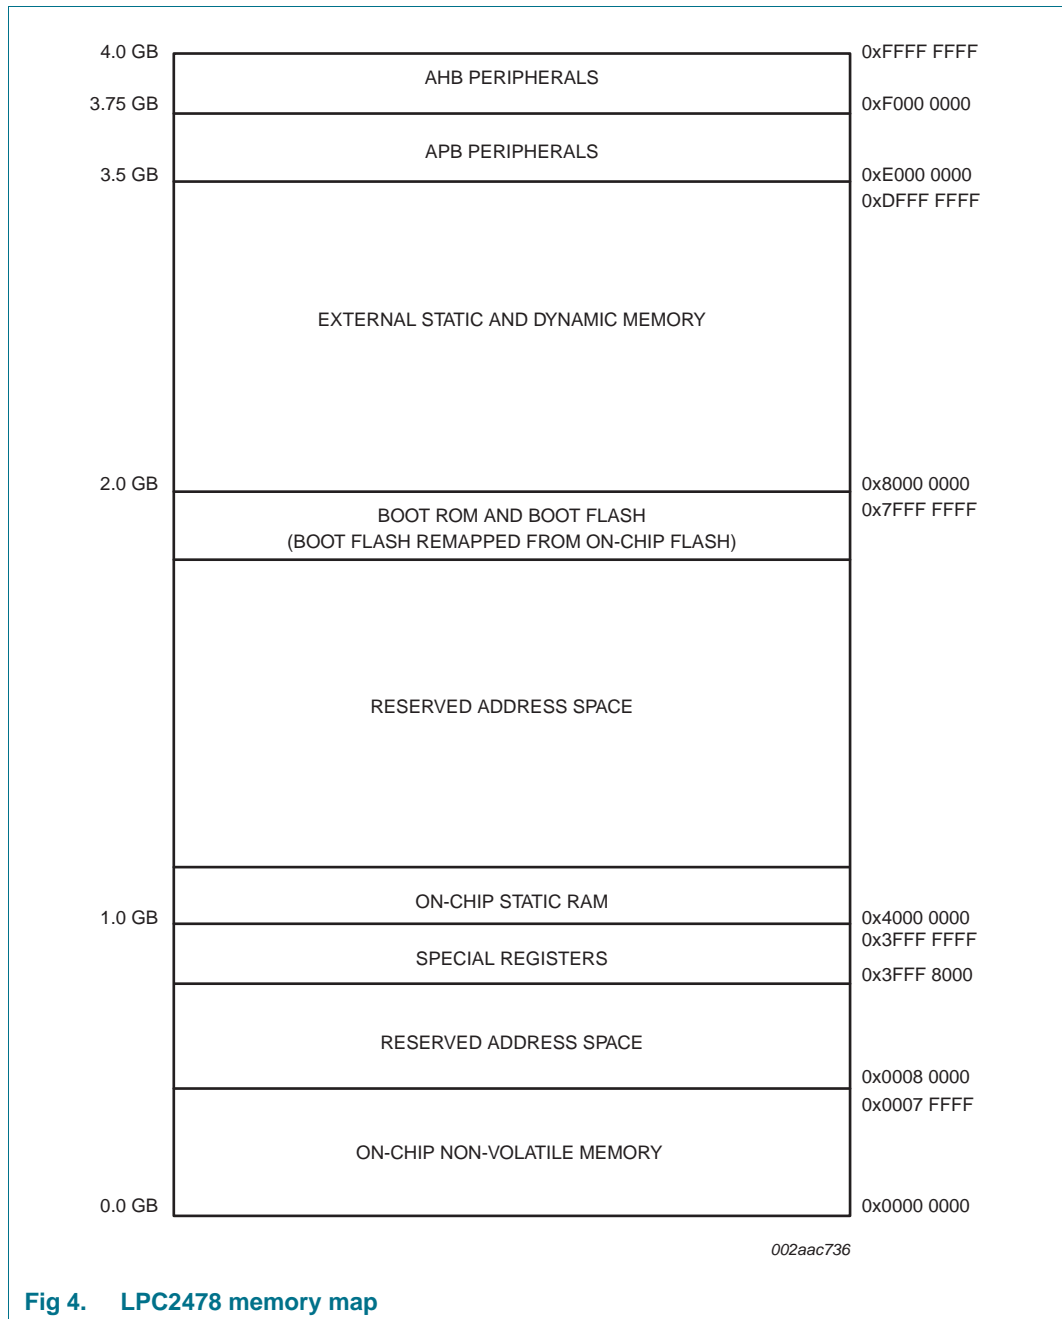 4.0 GB
0xFFFF FFFF
AHB PERIPHERALS
3.75 GB
0xF000 0000
APB PERIPHERALS
3.5 GB
0xE000 0000
0xDFFF FFFF
EXTERNAL STATIC AND DYNAMIC MEMORY
2.0 GB
0x8000 0000
0x7FFF FFFF
BOOT ROM AND BOOT FLASH
(BOOT FLASH REMAPPED FROM ON-CHIP FLASH)
RESERVED ADDRESS SPACE
ON-CHIP STATIC RAM
1.0 GB
0x4000 0000
0x3FFF FFFF
SPECIAL REGISTERS
0x3FFF 8000
RESERVED ADDRESS SPACE
0x0008 0000
0x0007 FFFF
ON-CHIP NON-VOLATILE MEMORY
0.0 GB
0x0000 0000
002aac736
Fig 4. LPC2478 memory map